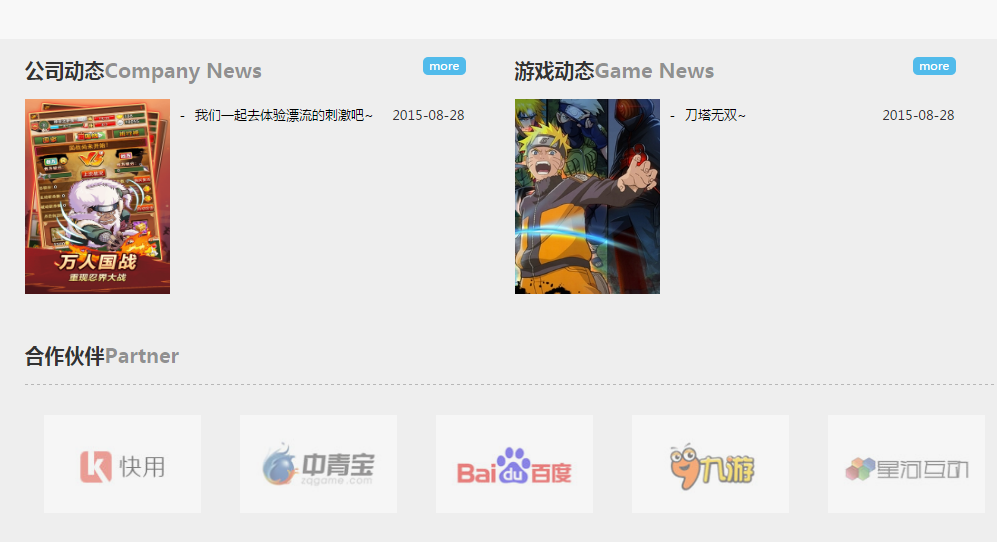 公司动态Company News
more
- 我们一起去体验漂流的刺激吧~ 2015-08-28
万人国战
重现忍界大战
游戏动态Game News
more
- 刀塔无双~ 2015-08-28
合作伙伴Partner
快用
中青宝
zqgame.com
Bai du 百度
九游
星河互动